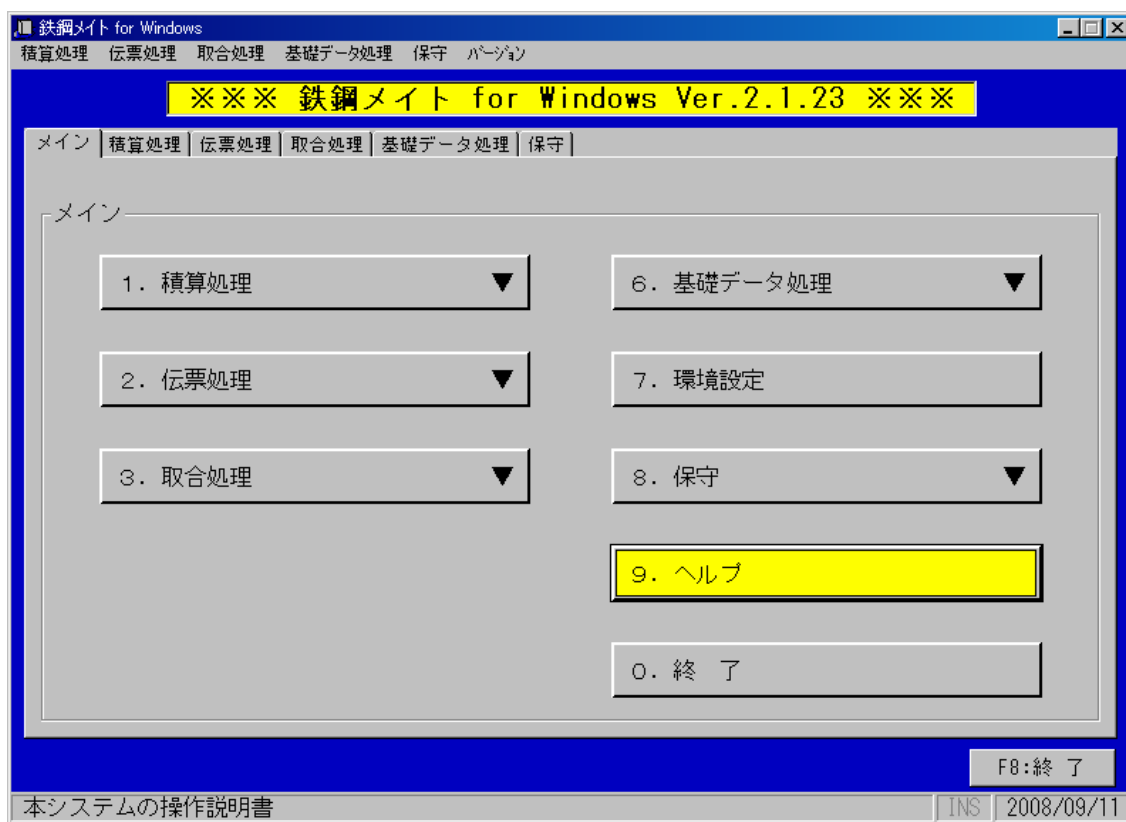 鉄鋼メイト for Windows
積算処理 伝票処理 取合処理 基礎データ処理 保守 バージョン
※※※ 鉄鋼メイト for Windows Ver.2.1.23 ※※※
メイン 積算処理 伝票処理 取合処理 基礎データ処理 保守
メイン
1. 積算処理 ▼
6. 基礎データ処理 ▼
2. 伝票処理 ▼
7. 環境設定
3. 取合処理 ▼
8. 保守 ▼
9. ヘルプ
0. 終 了
F8:終 了
本システムの操作説明書 INS 2008/09/11